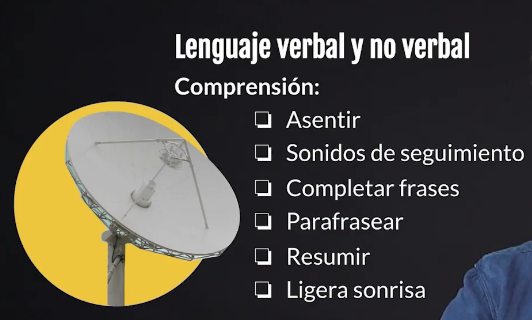 Lenguaje verbal y no verbal
Comprensión:
❏ Asentir
❏ Sonidos de seguimiento
❏ Completar frases
❏ Parafrasear
❏ Resumir
❏ Ligera sonrisa